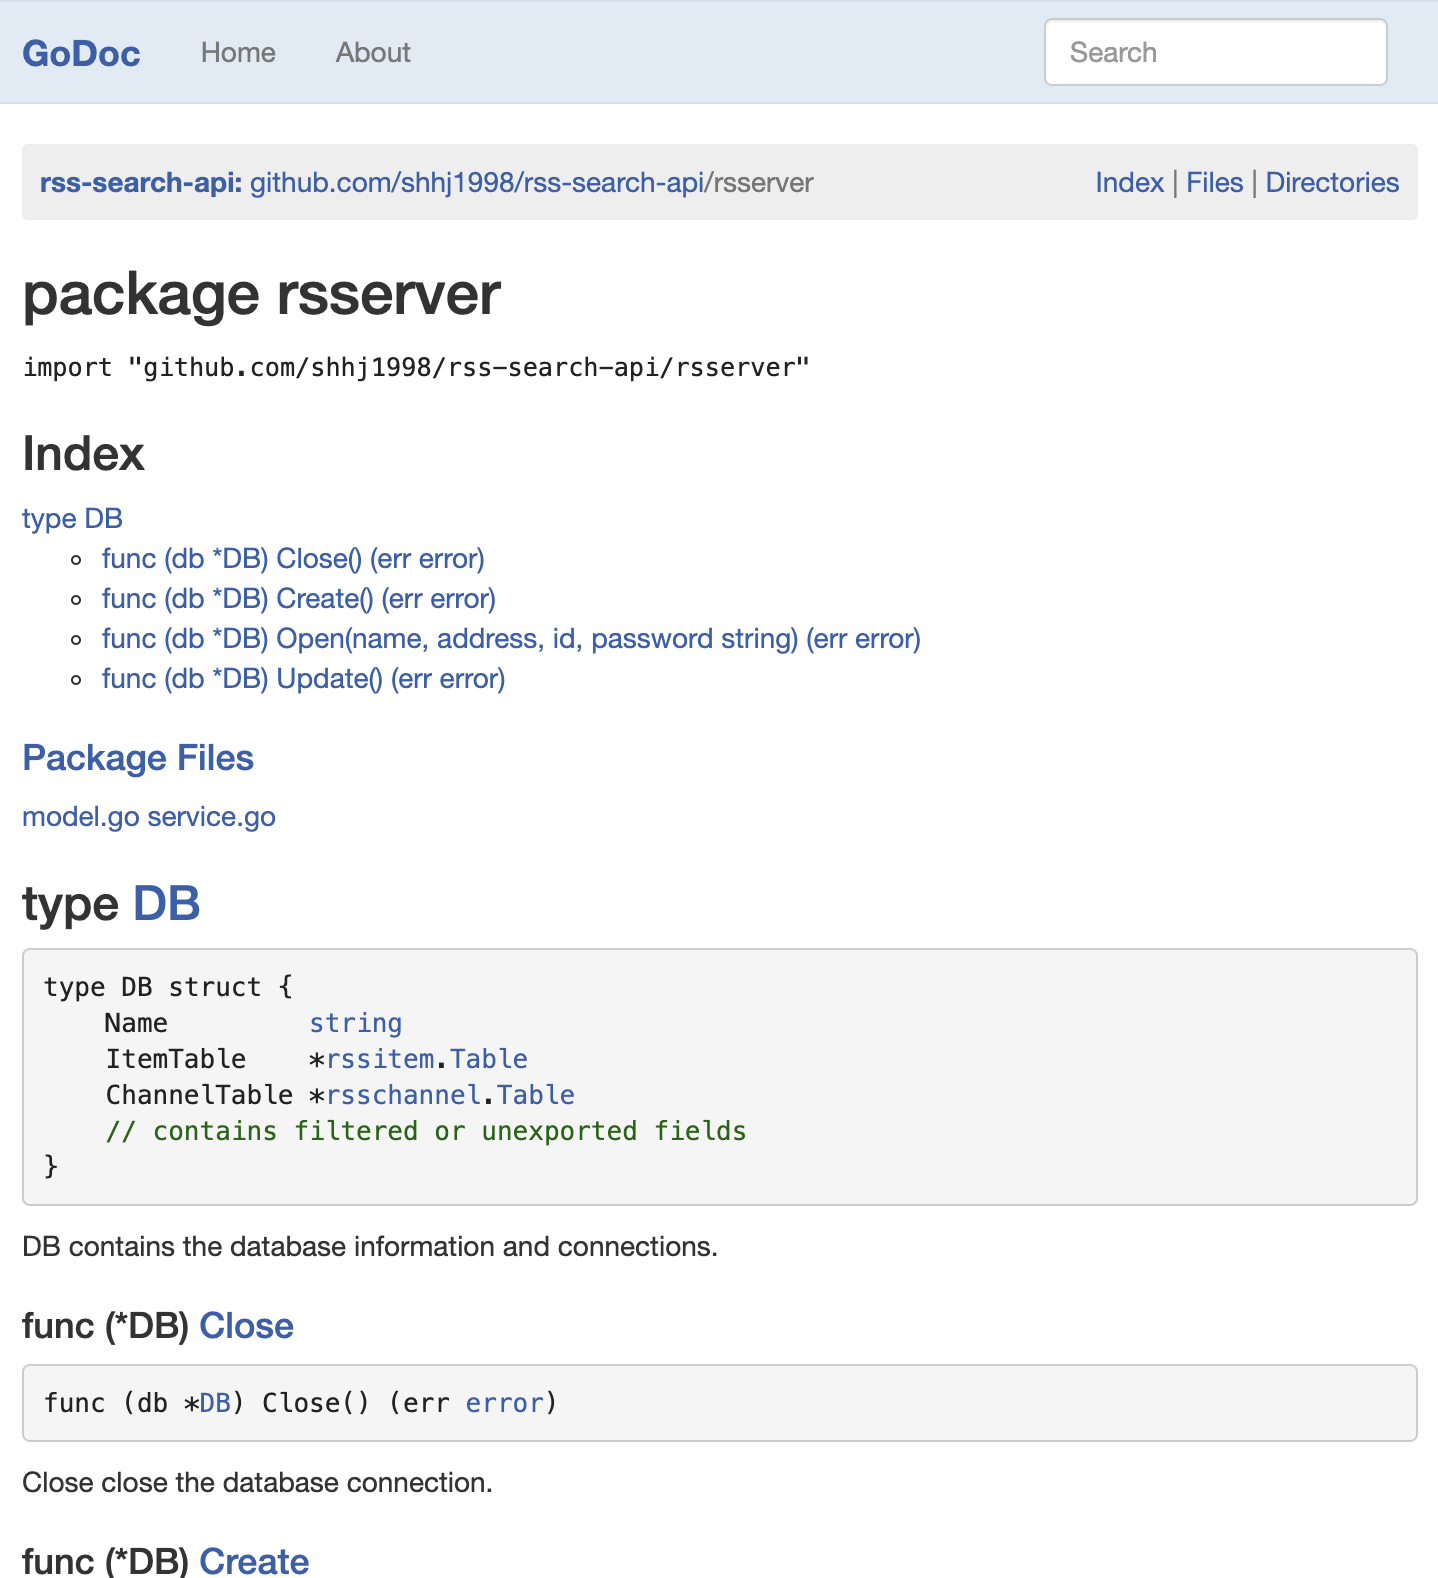 GoDoc Home About Search
rss-search-api: github.com/shhj1998/rss-search-api/rsserver Index | Files | Directories
package rsserver
import "github.com/shhj1998/rss-search-api/rsserver"
Index
type DB
func (db *DB) Close() (err error)
func (db *DB) Create() (err error)
func (db *DB) Open(name, address, id, password string) (err error)
func (db *DB) Update() (err error)
Package Files
model.go service.go
type DB
type DB struct {
    Name         string
    ItemTable    *rssitem.Table
    ChannelTable *rsschannel.Table
    // contains filtered or unexported fields
}
DB contains the database information and connections.
func (*DB) Close
func (db *DB) Close() (err error)
Close close the database connection.
func (*DB) Create